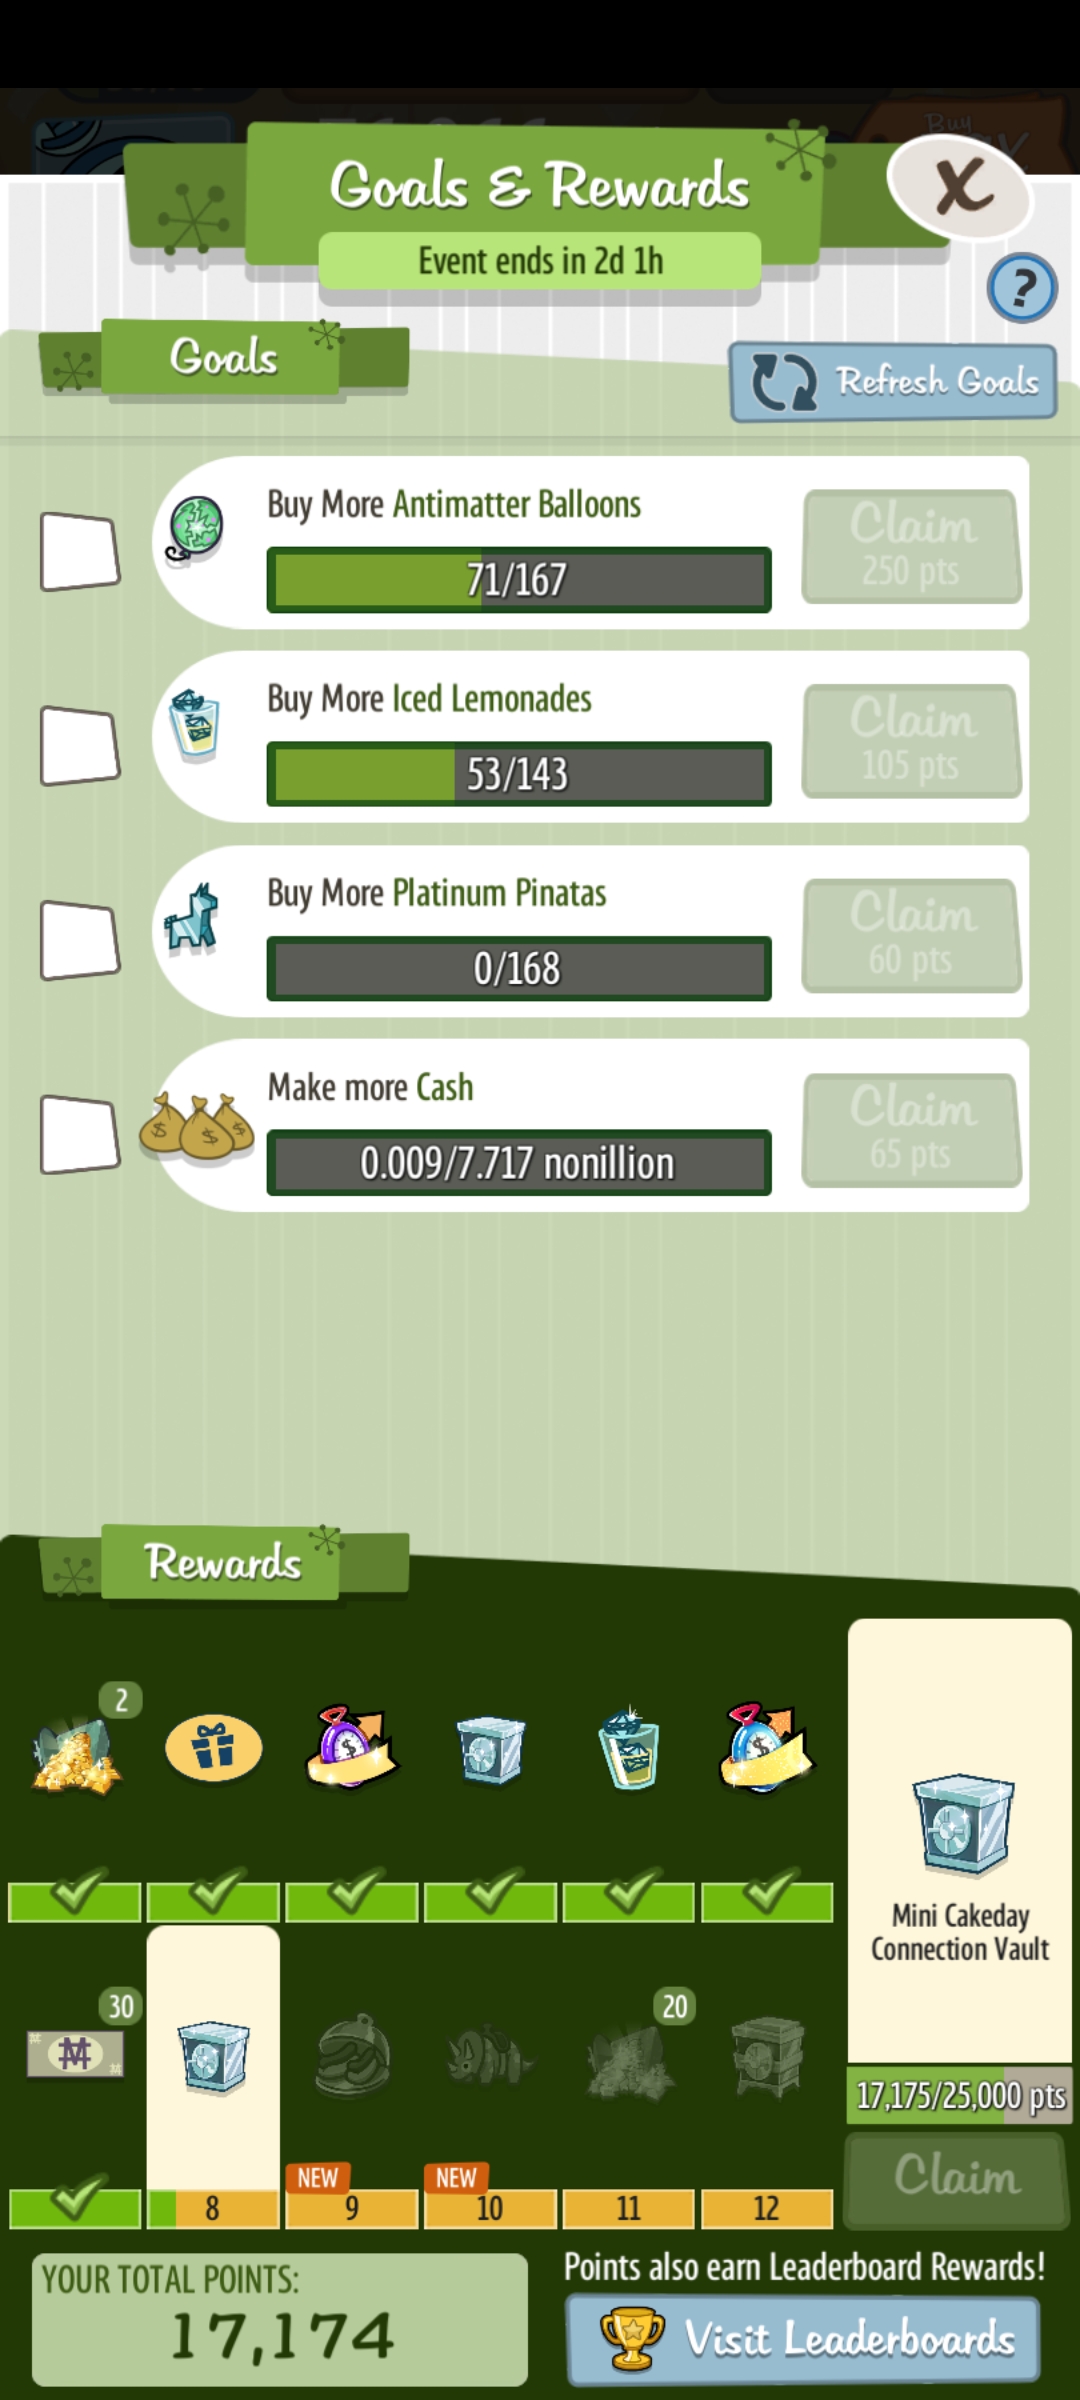 Buy
Goals & Rewards
X
Event ends in 2d 1h
?
Goals
Refresh Goals
Buy More Antimatter Balloons
71/167
Claim
250 pts
Buy More Iced Lemonades
53/143
Claim
105 pts
Buy More Platinum Pinatas
0/168
Claim
60 pts
Make more Cash
0.009/7.717 nonillion
Claim
65 pts
Rewards
2
30
20
Mini Cakeday
Connection Vault
17,175/25,000 pts
NEW
NEW
8
9
10
11
12
Claim
YOUR TOTAL POINTS:
17,174
Points also earn Leaderboard Rewards!
Visit Leaderboards